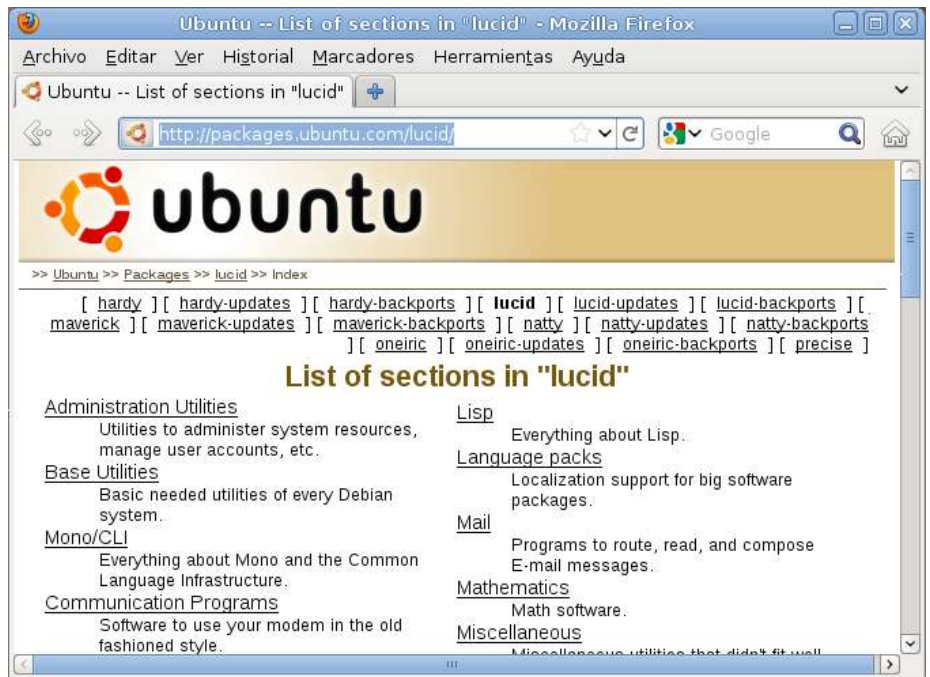 Ubuntu -- List of sections in "lucid" - Mozilla Firefox
Archivo Editar Ver Historial Marcadores Herramientas Ayuda
Ubuntu -- List of sections in "lucid"
http://packages.ubuntu.com/lucid/
Google
ubuntu
>> Ubuntu >> Packages >> lucid >> Index
[ hardy ] [ hardy-updates ] [ hardy-backports ] [ lucid ] [ lucid-updates ] [ lucid-backports ] [
maverick ] [ maverick-updates ] [ maverick-backports ] [ natty ] [ natty-updates ] [ natty-backports
] [ oneiric ] [ oneiric-updates ] [ oneiric-backports ] [ precise ]
List of sections in "lucid"
Administration Utilities
Utilities to administer system resources,
manage user accounts, etc.
Base Utilities
Basic needed utilities of every Debian
system.
Mono/CLI
Everything about Mono and the Common
Language Infrastructure.
Communication Programs
Software to use your modem in the old
fashioned style.
Lisp
Everything about Lisp.
Language packs
Localization support for big software
packages.
Mail
Programs to route, read, and compose
E-mail messages.
Mathematics
Math software.
Miscellaneous
Miscellaneous utilities that didn't fit well